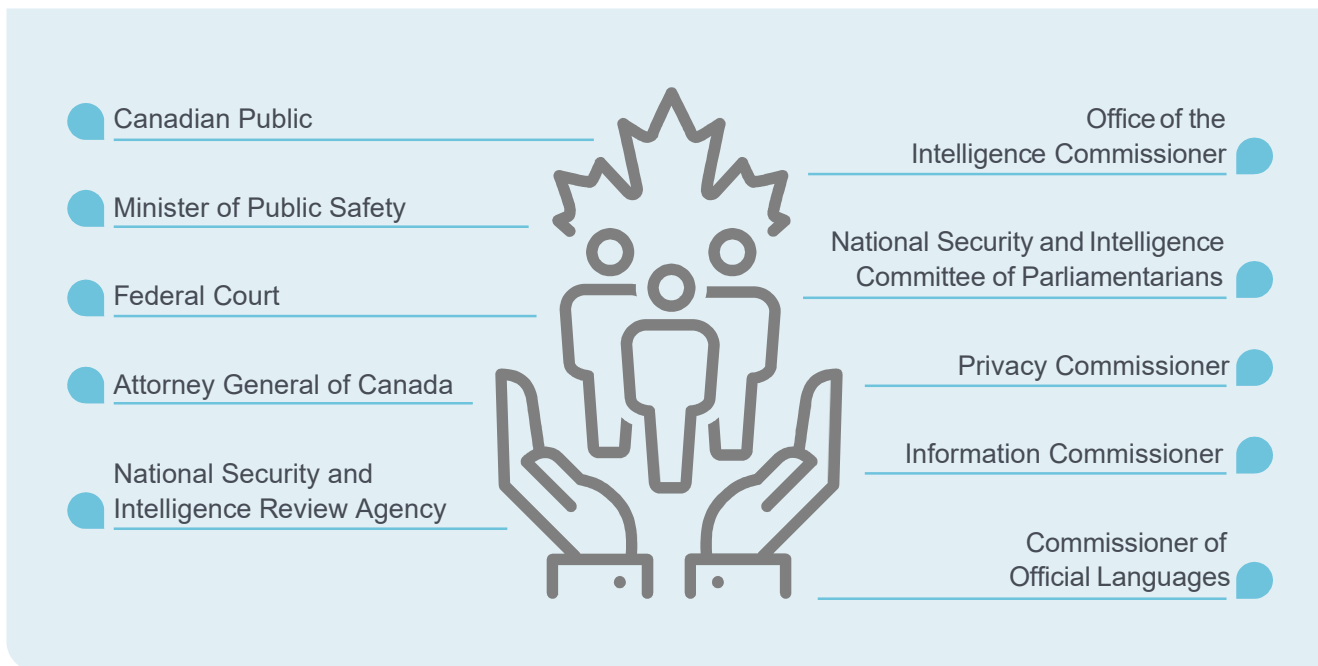 Canadian Public
Minister of Public Safety
Federal Court
Attorney General of Canada
National Security and
Intelligence Review Agency
Office of the
Intelligence Commissioner
National Security and Intelligence
Committee of Parliamentarians
Privacy Commissioner
Information Commissioner
Commissioner of
Official Languages